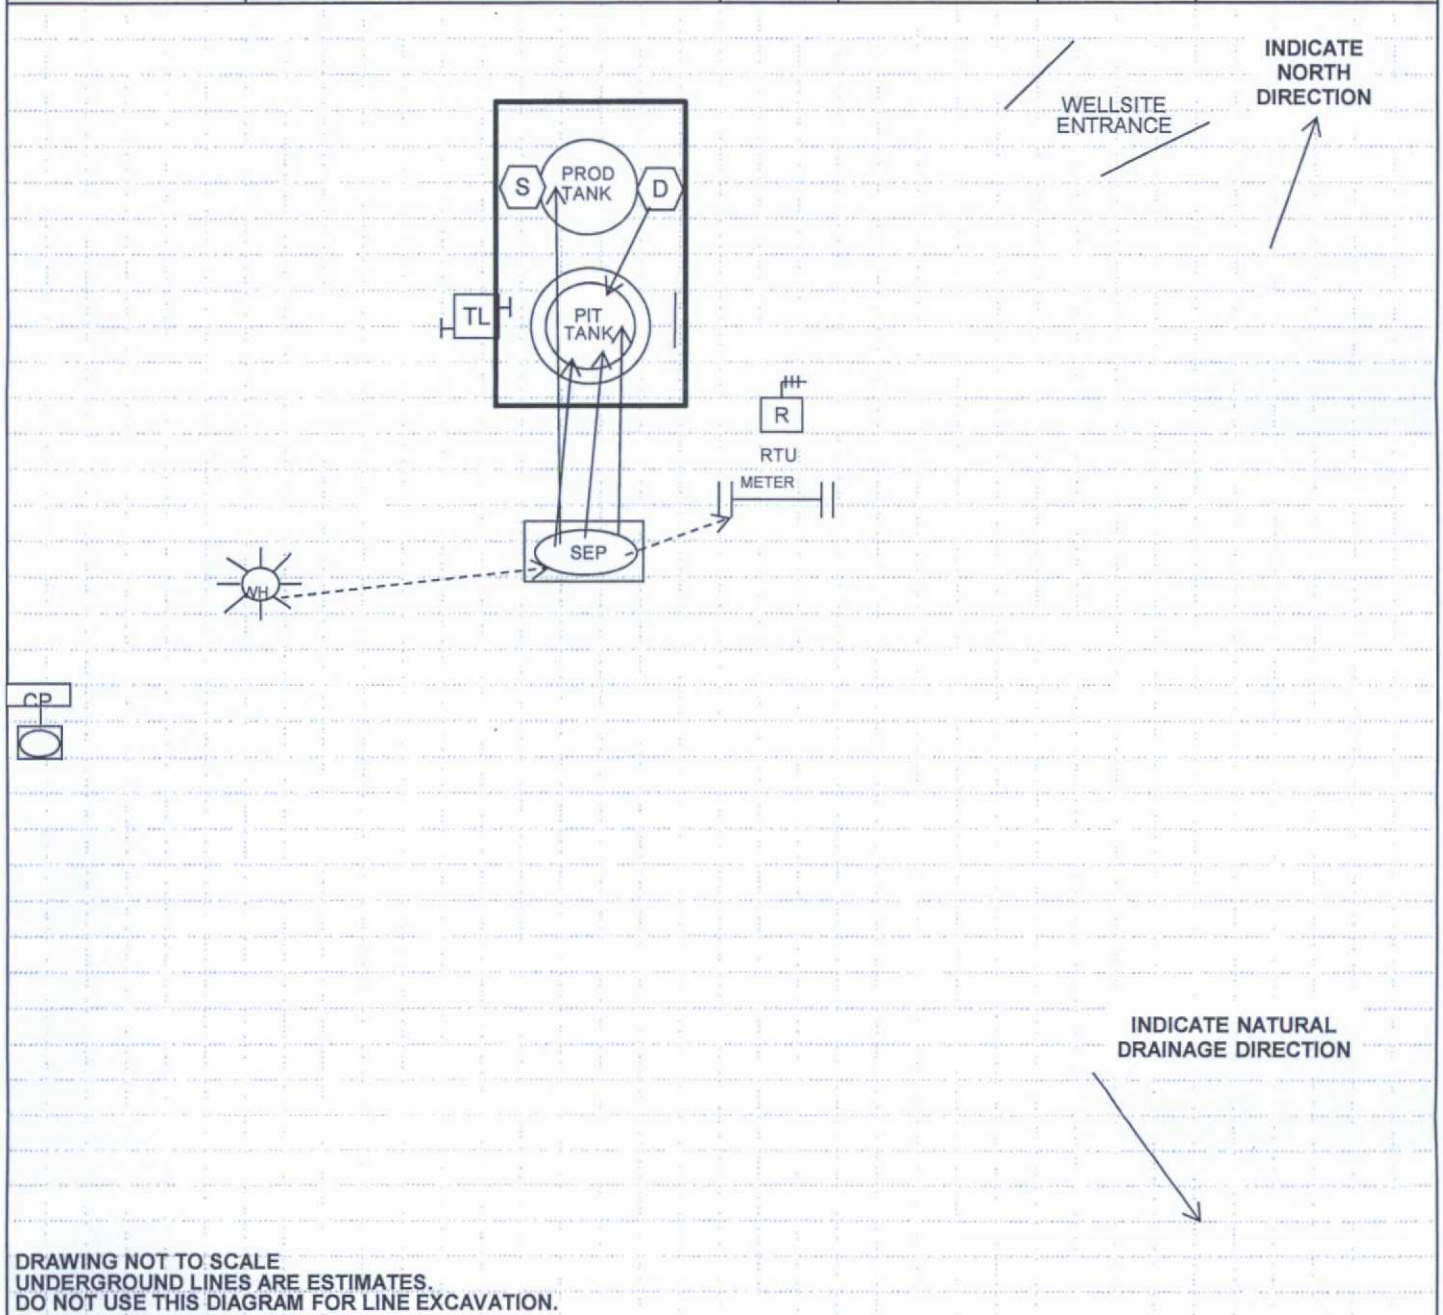 INDICATE
NORTH
DIRECTION
WELLSITE
ENTRANCE
S
PROD
TANK
D
TL
PIT
TANK
R
RTU
METER
SEP
WH
CP
INDICATE NATURAL
DRAINAGE DIRECTION
DRAWING NOT TO SCALE
UNDERGROUND LINES ARE ESTIMATES.
DO NOT USE THIS DIAGRAM FOR LINE EXCAVATION.